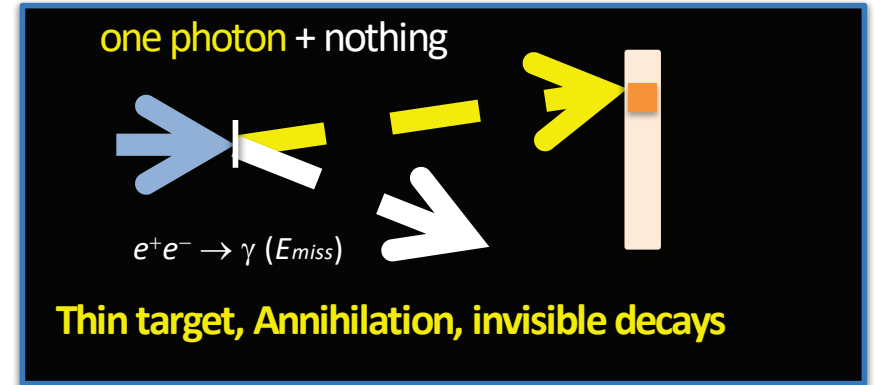 one photon + nothing
e⁺e⁻ → γ (Emiss)
Thin target, Annihilation, invisible decays